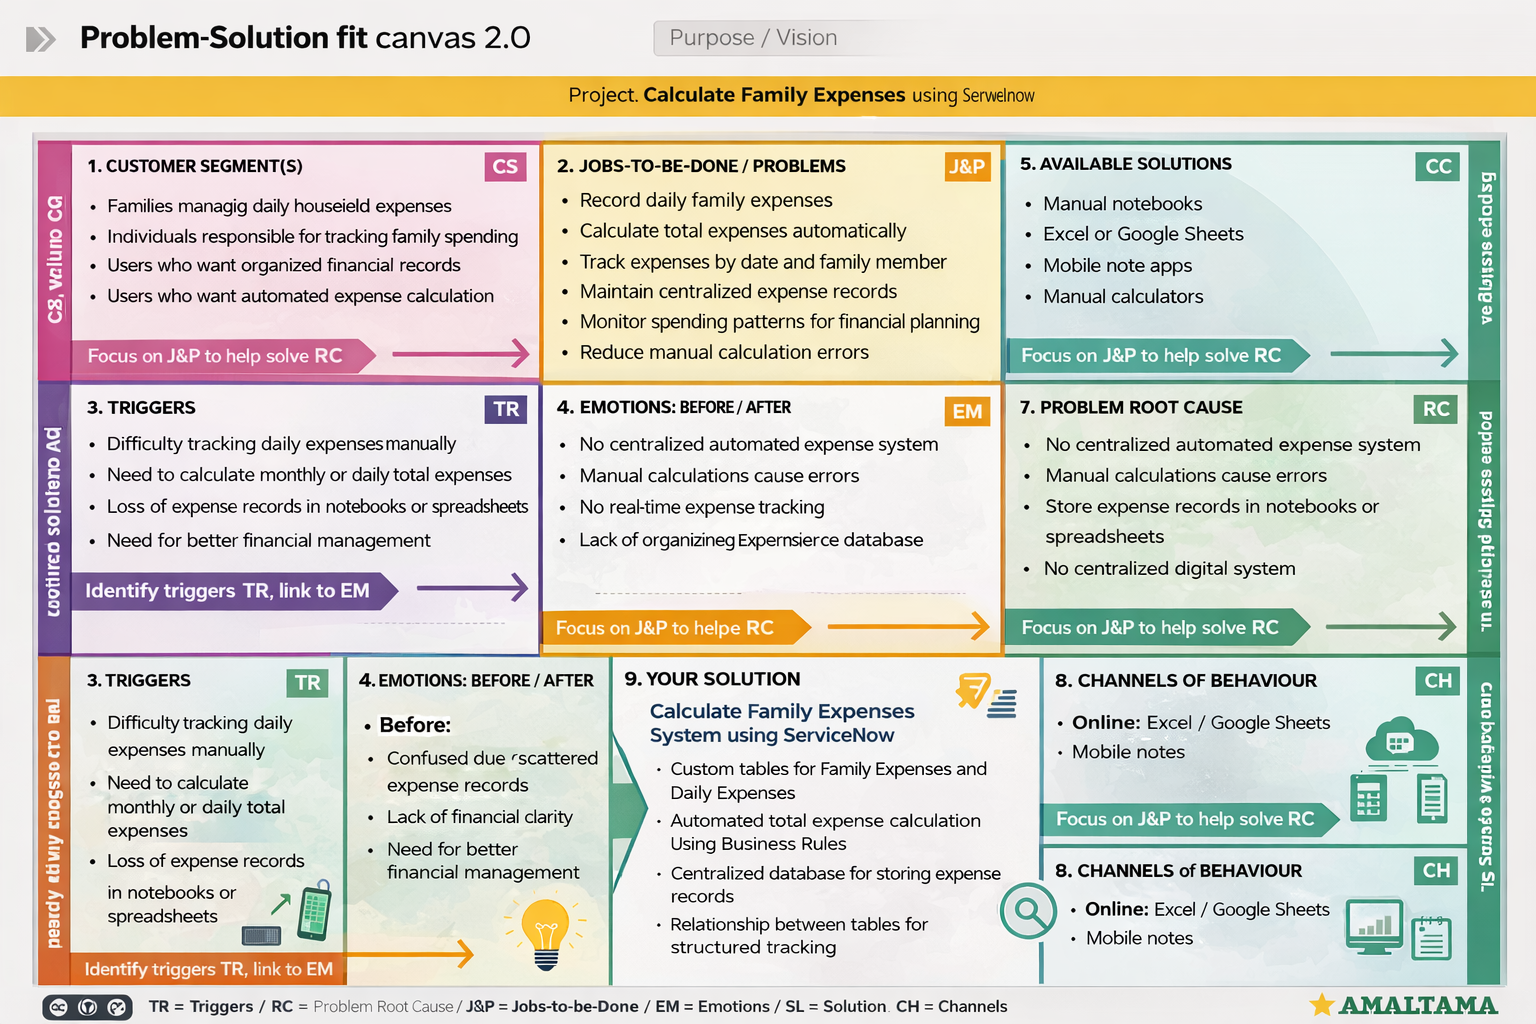 Problem-Solution fit canvas 2.0
Purpose / Vision
Project. Calculate Family Expenses using Serwelnow
1. CUSTOMER SEGMENT(S)
CS
• Families managig daily houseield expenses
• Individuals responsible for tracking family spending
• Users who want organized financial records
• Users who want automated expense calculation
Focus on J&P to help solve RC
2. JOBS-TO-BE-DONE / PROBLEMS
J&P
• Record daily family expenses
• Calculate total expenses automatically
• Track expenses by date and family member
• Maintain centralized expense records
• Monitor spending patterns for financial planning
• Reduce manual calculation errors
5. AVAILABLE SOLUTIONS
CC
• Manual notebooks
• Excel or Google Sheets
• Mobile note apps
• Manual calculators
Focus on J&P to help solve RC
3. TRIGGERS
TR
• Difficulty tracking daily expenses manually
• Need to calculate monthly or daily total expenses
• Loss of expense records in notebooks or spreadsheets
• Need for better financial management
Identify triggers TR, link to EM
4. EMOTIONS: BEFORE / AFTER
EM
• No centralized automated expense system
• Manual calculations cause errors
• No real-time expense tracking
• Lack of organizineg Expernsierce database
Focus on J&P to helpe RC
7. PROBLEM ROOT CAUSE
RC
• No centralized automated expense system
• Manual calculations cause errors
• Store expense records in notebooks or
spreadsheets
• No centralized digital system
Focus on J&P to help solve RC
3. TRIGGERS
TR
• Difficulty tracking daily
expenses manually
• Need to calculate
monthly or daily total
expenses
• Loss of expense records
in notebooks or
spreadsheets
Identify triggers TR, link to EM
4. EMOTIONS: BEFORE / AFTER
• Before:
• Confused due scattered
expense records
• Lack of financial clarity
• Need for better
financial management
9. YOUR SOLUTION
Calculate Family Expenses
System using ServiceNow
• Custom tables for Family Expenses and
Daily Expenses
• Automated total expense calculation
Using Business Rules
• Centralized database for storing expense
records
• Relationship between tables for
structured tracking
8. CHANNELS OF BEHAVIOUR
CH
• Online: Excel / Google Sheets
• Mobile notes
Focus on J&P to help solve RC
8. CHANNELS of BEHAVIOUR
CH
• Online: Excel / Google Sheets
• Mobile notes
TR = Triggers / RC = Problem Root Cause / J&P = Jobs-to-be-Done / EM = Emotions / SL = Solution. CH = Channels
AMALTAMA